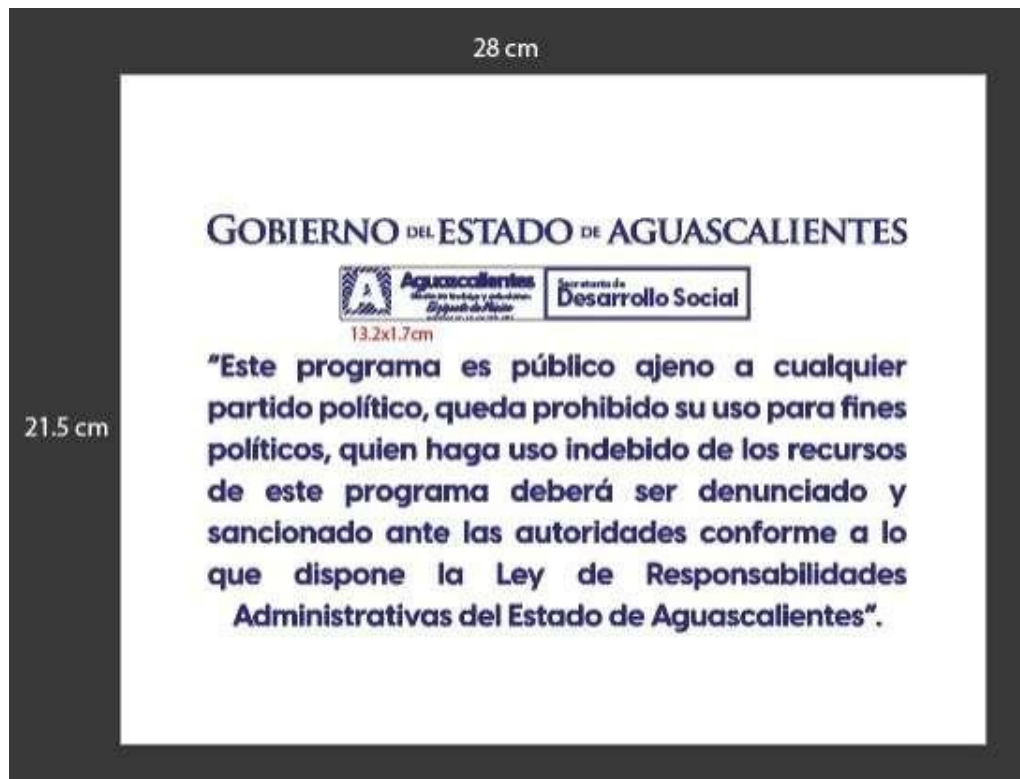 28 cm
GOBIERNO DEL ESTADO DE AGUASCALIENTES
Aguascalientes
Secretaría de
Desarrollo Social
13.2x1.7cm
"Este programa es público ajeno a cualquier
partido político, queda prohibido su uso para fines
políticos, quien haga uso indebido de los recursos
de este programa deberá ser denunciado y
sancionado ante las autoridades conforme a lo
que dispone la Ley de Responsabilidades
Administrativas del Estado de Aguascalientes".
21.5 cm